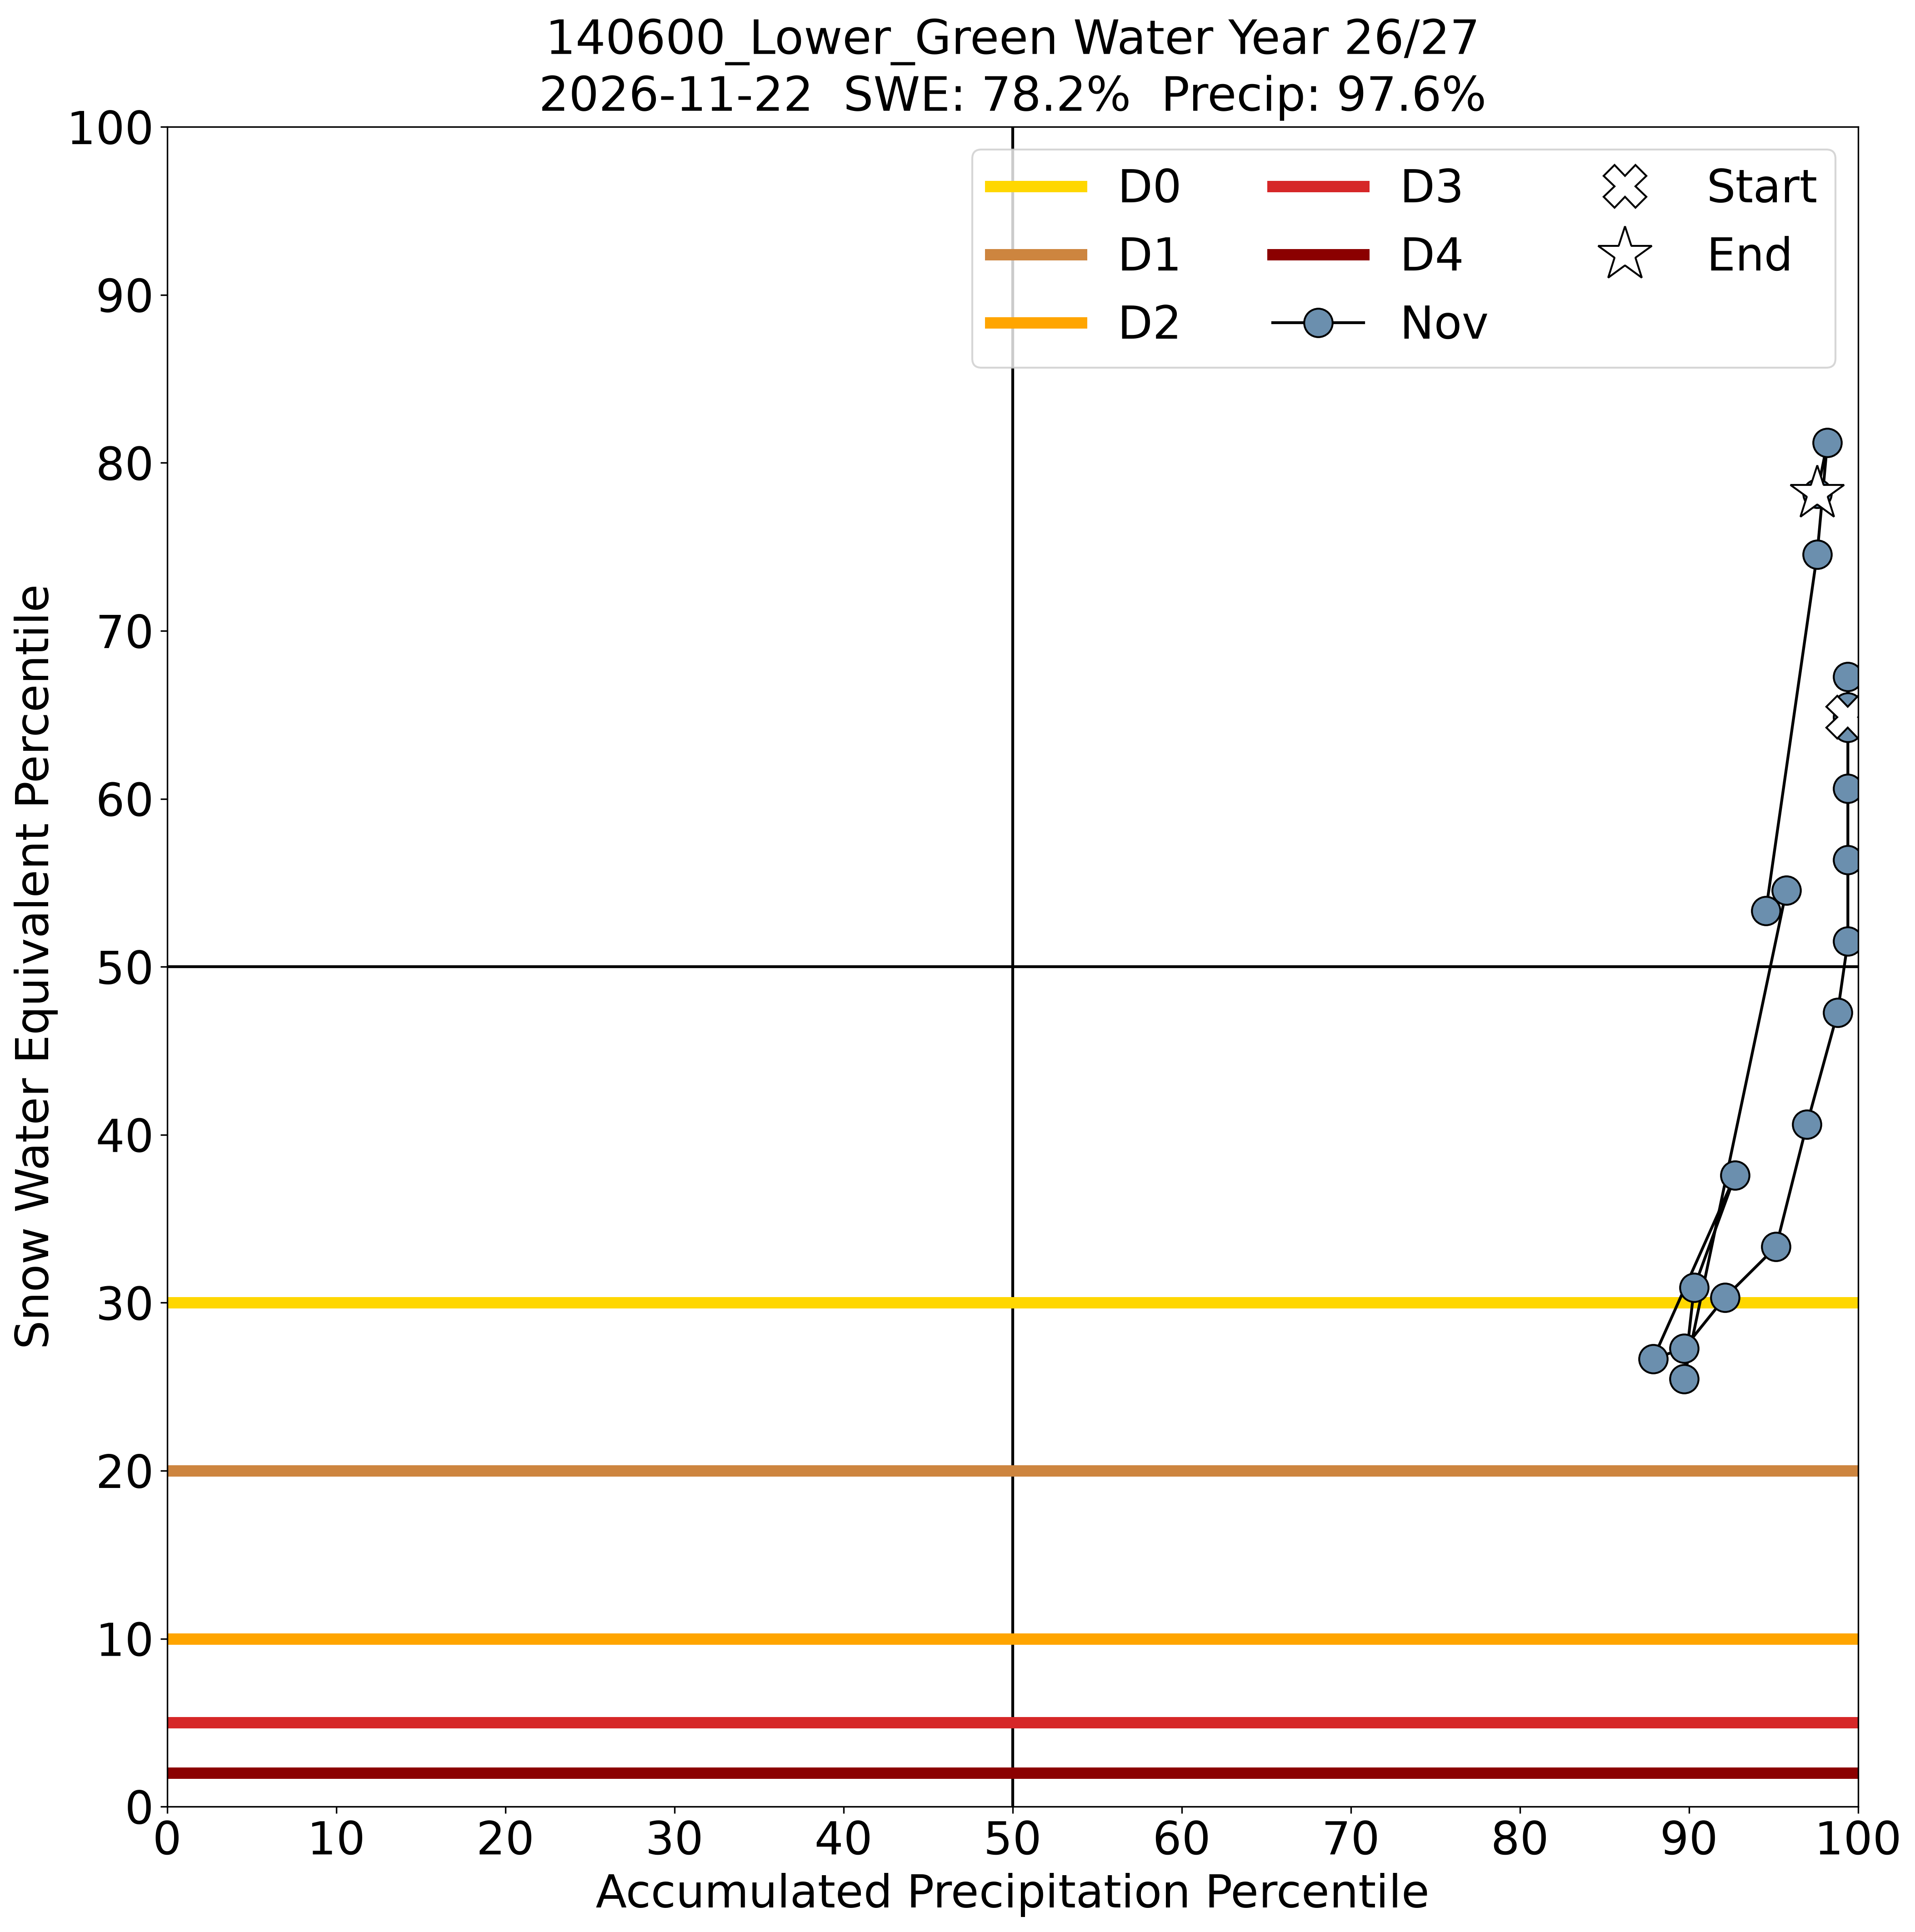 140600_Lower_Green Water Year 26/27
2026-11-22  SWE: 78.2%  Precip: 97.6%
100
90
80
70
60
50
40
30
20
10
0
Snow Water Equivalent Percentile
D0
D1
D2
D3
D4
Nov
Start
End
0 10 20 30 40 50 60 70 80 90 100
Accumulated Precipitation Percentile